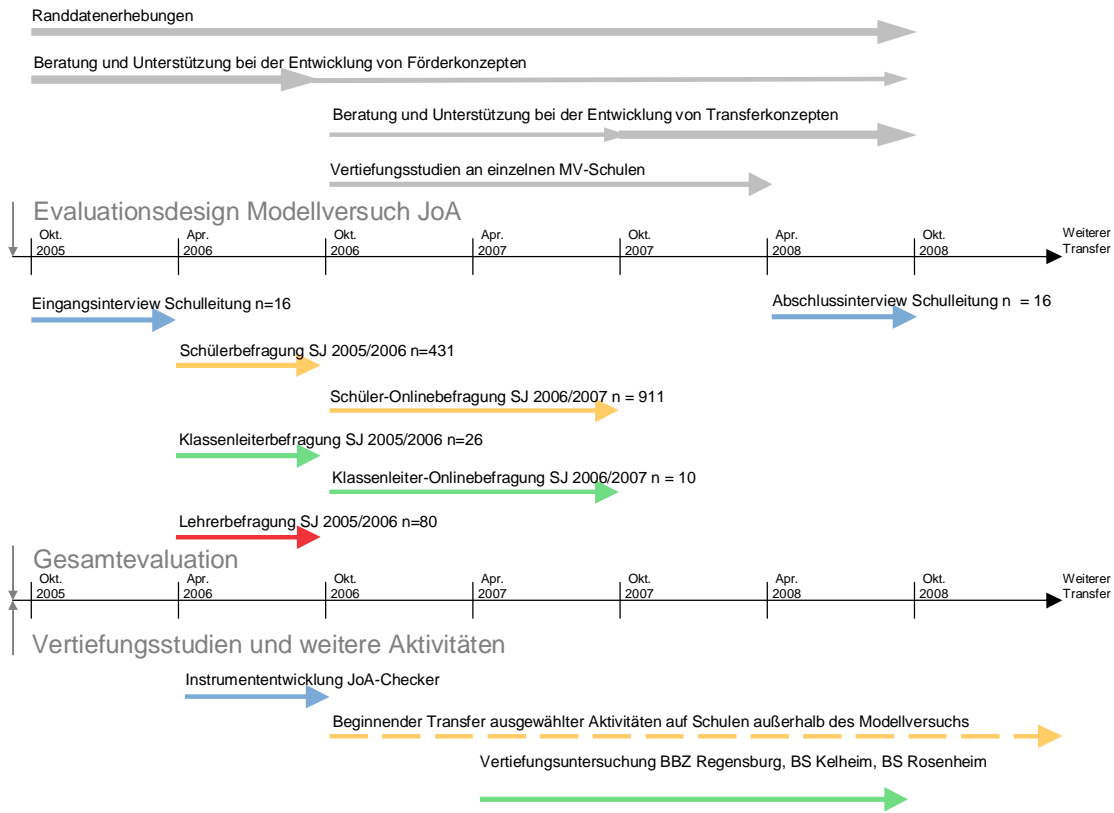 Randdatenerhebungen
Beratung und Unterstützung bei der Entwicklung von Förderkonzepten
Beratung und Unterstützung bei der Entwicklung von Transferkonzepten
Vertiefungsstudien an einzelnen MV-Schulen
Evaluationsdesign Modellversuch JoA
Okt. Apr. Okt. Apr. Okt. Apr. Okt. Weiterer
2005 2006 2006 2007 2007 2008 2008 Transfer
Eingangsinterview Schulleitung n=16
Abschlussinterview Schulleitung n = 16
Schülerbefragung SJ 2005/2006 n=431
Schüler-Onlinebefragung SJ 2006/2007 n = 911
Klassenleiterbefragung SJ 2005/2006 n=26
Klassenleiter-Onlinebefragung SJ 2006/2007 n = 10
Lehrerbefragung SJ 2005/2006 n=80
Gesamtevaluation
Okt. Apr. Okt. Apr. Okt. Apr. Okt. Weiterer
2005 2006 2006 2007 2007 2008 2008 Transfer
Vertiefungsstudien und weitere Aktivitäten
Instrumententwicklung JoA-Checker
Beginnender Transfer ausgewählter Aktivitäten auf Schulen außerhalb des Modellversuchs
Vertiefungsuntersuchung BBZ Regensburg, BS Kelheim, BS Rosenheim